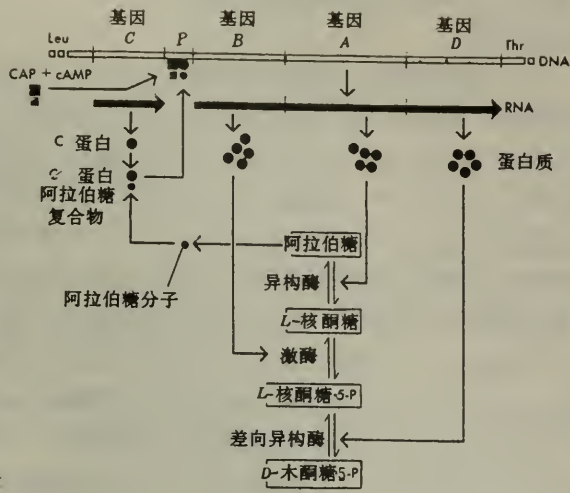 基因 基因 基因 基因
Leu C P B A D Thr
DNA
CAP + cAMP
RNA
C 蛋白
C 蛋白
阿拉伯糖
复合物
蛋白质
阿拉伯糖
阿拉伯糖分子
异构酶
L-核酮糖
激酶
L-核酮糖-5-P
差向异构酶
D-木酮糖-5-P